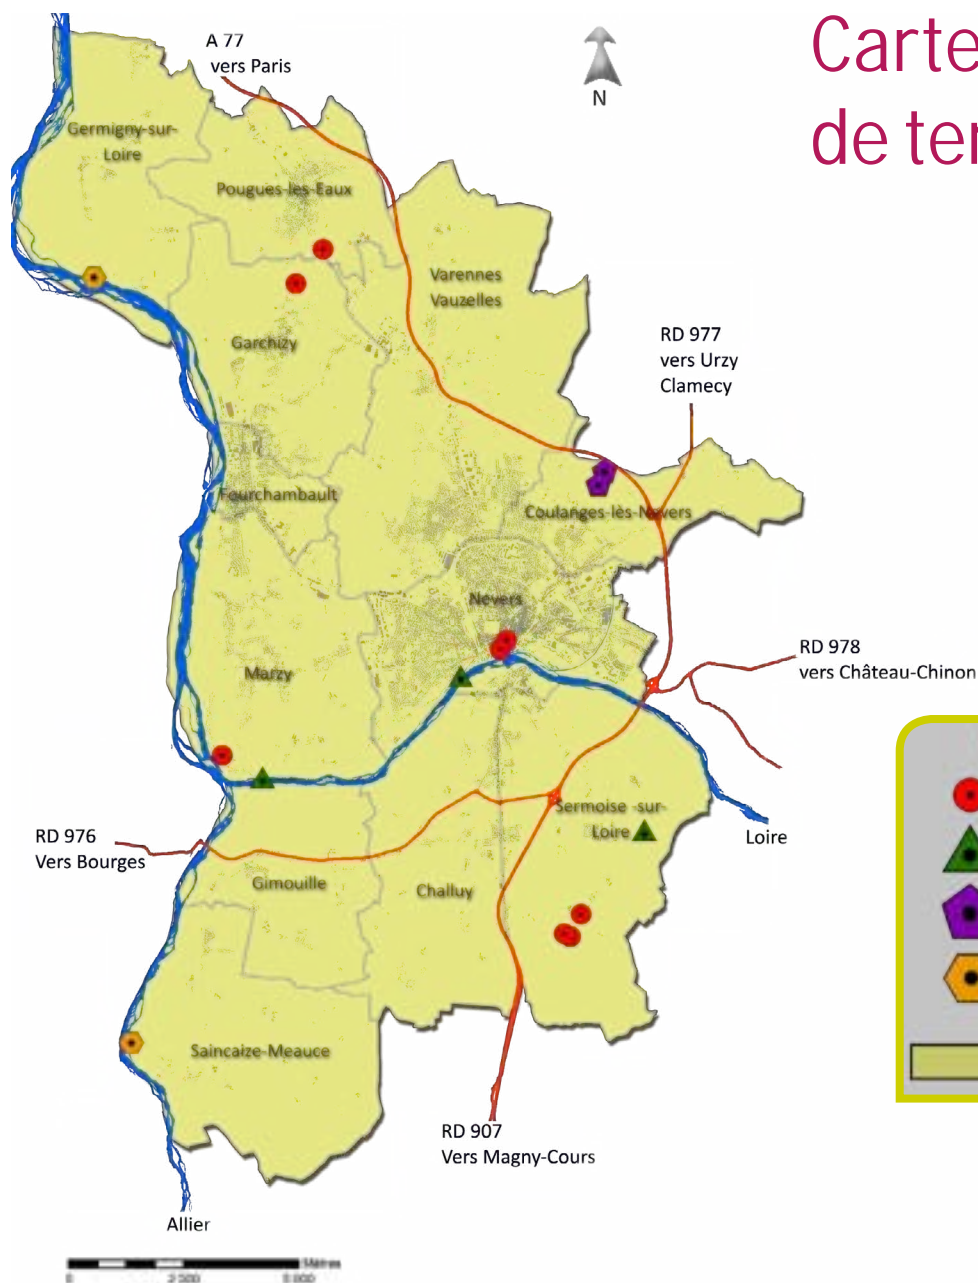 Carte
de ter
A 77
vers Paris
N
Germigny-sur-
Loire
Pougues-les-Eaux
Varennes
Vauzelles
Garchizy
RD 977
vers Urzy
Clamecy
Fourchambault
Coulanges-lès-Nevers
Nevers
RD 978
vers Château-Chinon
Marzy
Sermoise -sur-
Loire
Loire
RD 976
Vers Bourges
Gimouille
Challuy
Saincaize-Meauce
RD 907
Vers Magny-Cours
Allier
Mètres
0